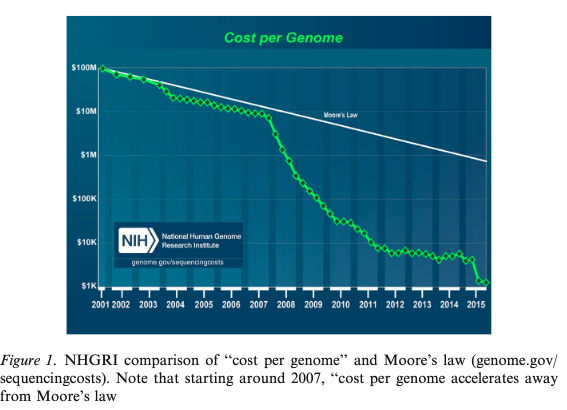 Cost per Genome
$100M
$10M
$1M
$100K
$10K
$1K
Moore's Law
NIH
National Human Genome
Research Institute
genome.gov/sequencingcosts
2001 2002 2003 2004 2005 2006 2007 2008 2009 2010 2011 2012 2013 2014 2015
Figure 1. NHGRI comparison of “cost per genome” and Moore’s law (genome.gov/
sequencingcosts). Note that starting around 2007, “cost per genome accelerates away
from Moore’s law